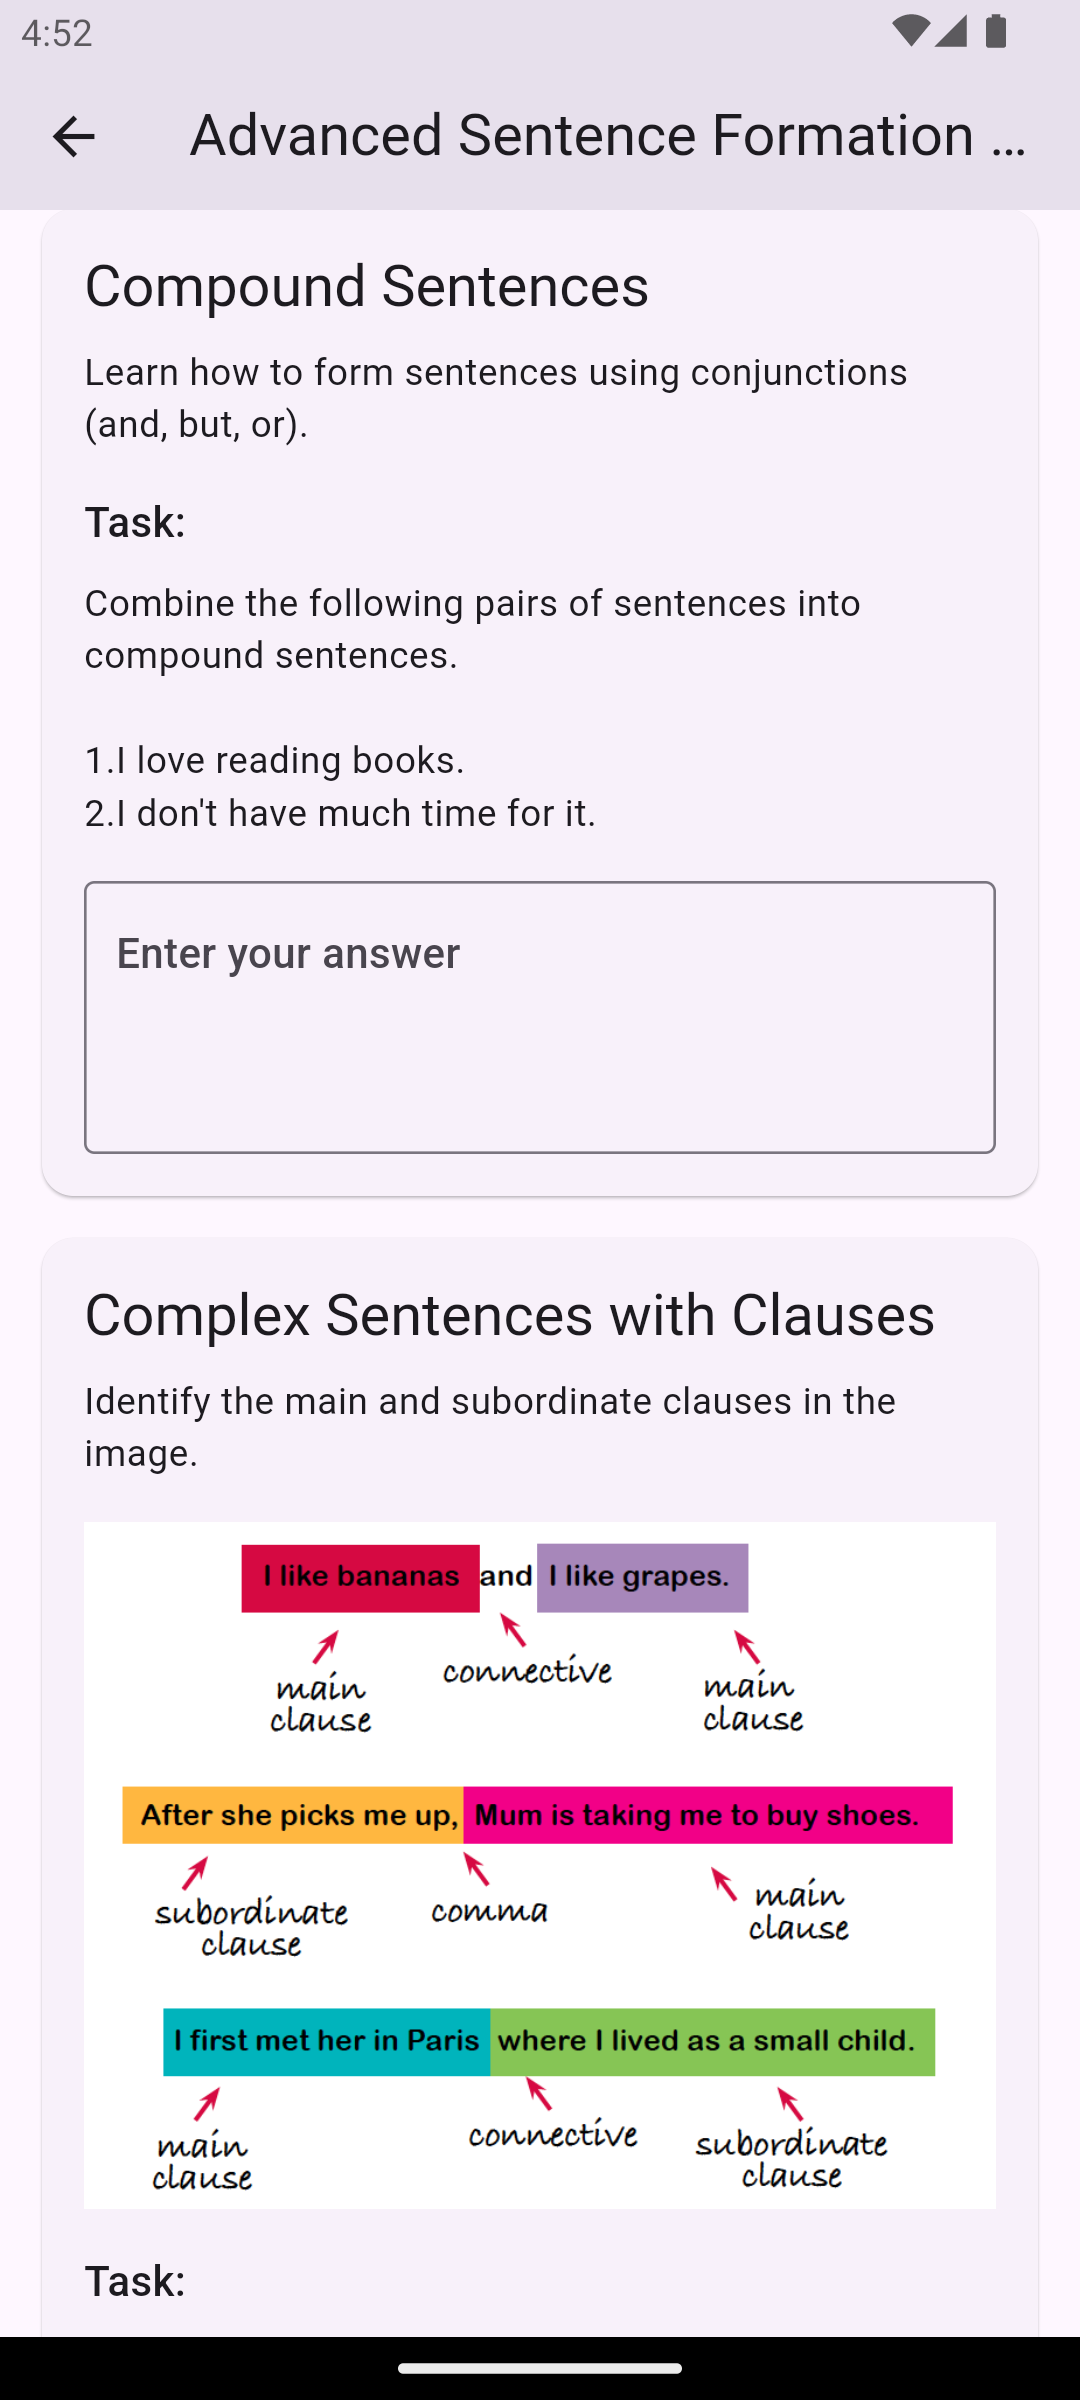 4:52
Advanced Sentence Formation ...
Compound Sentences
Learn how to form sentences using conjunctions
(and, but, or).
Task:
Combine the following pairs of sentences into
compound sentences.
1.I love reading books.
2.I don't have much time for it.
Enter your answer
Complex Sentences with Clauses
Identify the main and subordinate clauses in the
image.
I like bananas and I like grapes.
main
clause
connective
main
clause
After she picks me up, Mum is taking me to buy shoes.
subordinate
clause
comma
main
clause
I first met her in Paris where I lived as a small child.
main
clause
connective
subordinate
clause
Task: